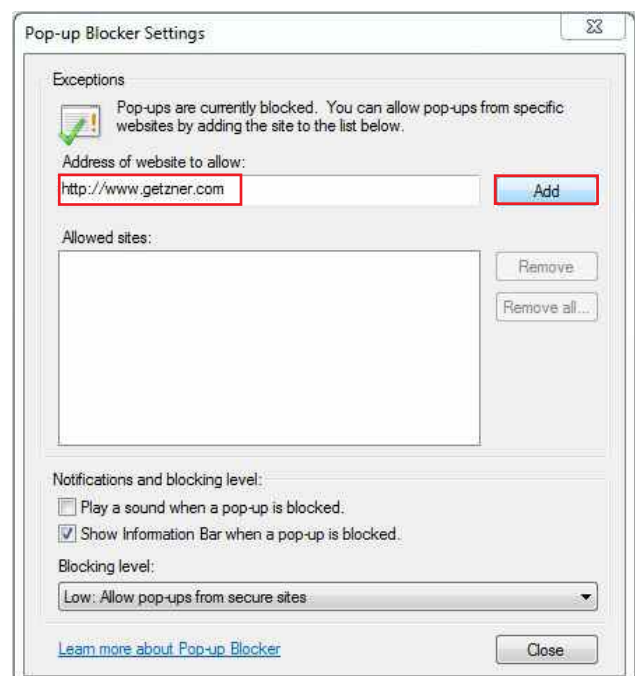 Pop-up Blocker Settings
Exceptions
Pop-ups are currently blocked. You can allow pop-ups from specific
websites by adding the site to the list below.
Address of website to allow:
http://www.getzner.com
Add
Allowed sites:
Remove
Remove all...
Notifications and blocking level:
Play a sound when a pop-up is blocked.
Show Information Bar when a pop-up is blocked.
Blocking level:
Low: Allow pop-ups from secure sites
Learn more about Pop-up Blocker
Close